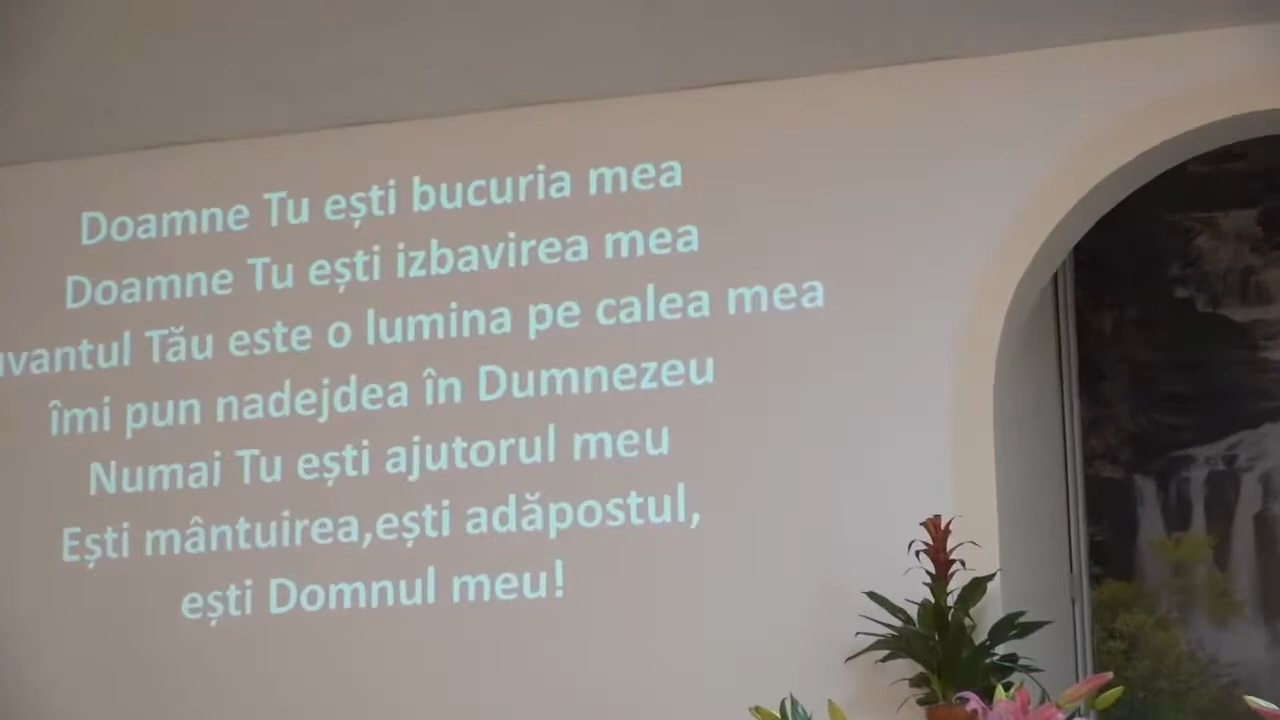 Doamne Tu ești bucuria mea
Doamne Tu ești izbavirea mea
Tău este o lumina pe calea mea
îmi pun nadejdea în Dumnezeu
Numai Tu ești ajutorul meu
Ești mântuirea,ești adăpostul,
ești Domnul meu!